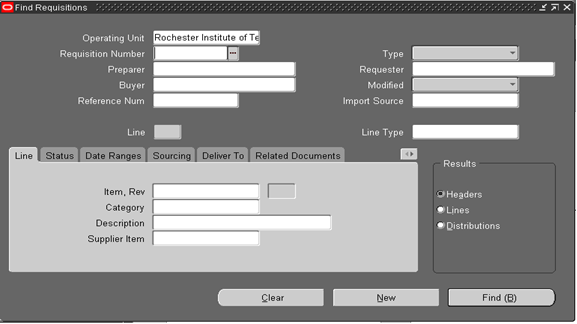 Find Requisitions
Operating Unit Rochester Institute of Te
Requisition Number ... Type
Preparer Requester
Buyer Modified
Reference Num Import Source
Line Line Type
Line Status Date Ranges Sourcing Deliver To Related Documents
Results
Item, Rev
Category
Description
Supplier Item
Headers
Lines
Distributions
Clear New Find (B)